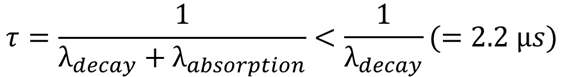 τ = 1 / (λ_decay + λ_absorption) < 1 / λ_decay (= 2.2 μs)